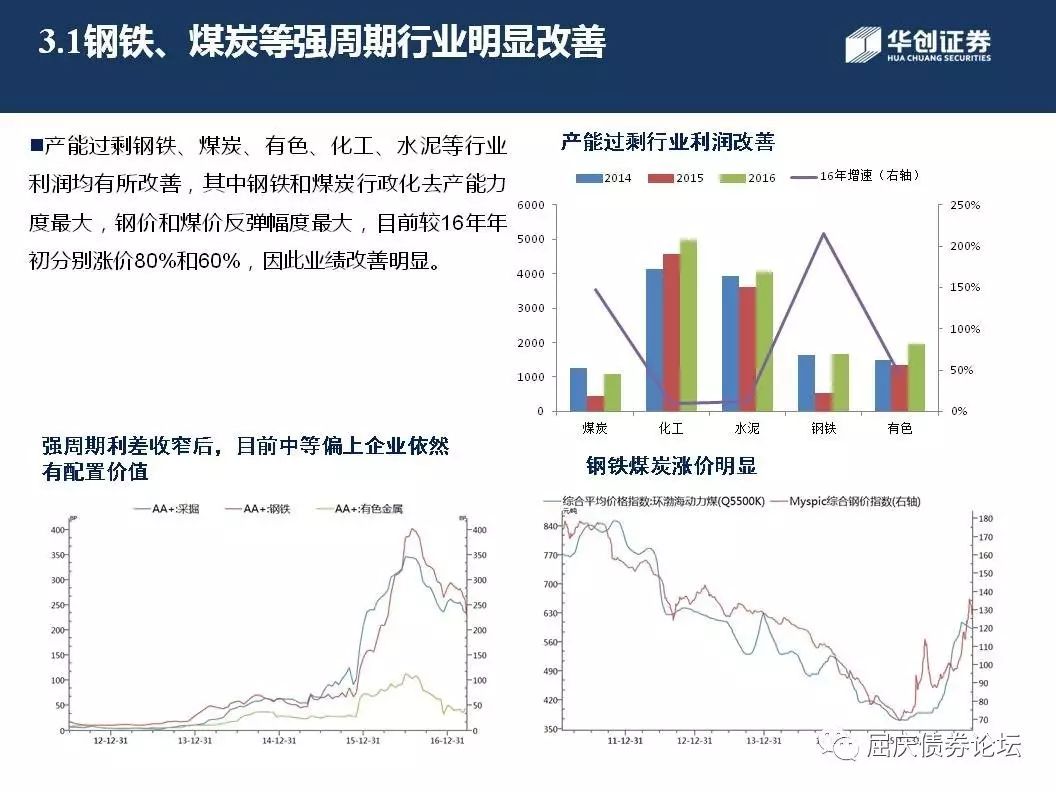 3.1钢铁、煤炭等强周期行业明显改善
华创证券
HUA CHUANG SECURITIES
■产能过剩钢铁、煤炭、有色、化工、水泥等行业
利润均有所改善，其中钢铁和煤炭行政化去产能力
度最大，钢价和煤价反弹幅度最大，目前较16年年
初分别涨价80%和60%，因此业绩改善明显。
产能过剩行业利润改善
2014 2015 2016 16年增速（右轴）
6000 250%
5000 200%
4000
3000 150%
2000 100%
1000 50%
0 0%
煤炭 化工 水泥 钢铁 有色
强周期利差收窄后，目前中等偏上企业依然
有配置价值
AA+:采掘 AA+:钢铁 AA+:有色金属
BP BP
400 400
350 350
300 300
250 250
200 200
150 150
100 100
50 50
0 0
12-12-31 13-12-31 14-12-31 15-12-31 16-12-31
钢铁煤炭涨价明显
综合平均价格指数:环渤海动力煤(Q5500K) Myspic综合钢价指数(右轴)
元/吨
840 180
170
770 160
150
700 140
630 130
120
560 110
490 100
90
420 80
350 70
11-12-31 12-12-31 13-12-31
屈庆债券论坛